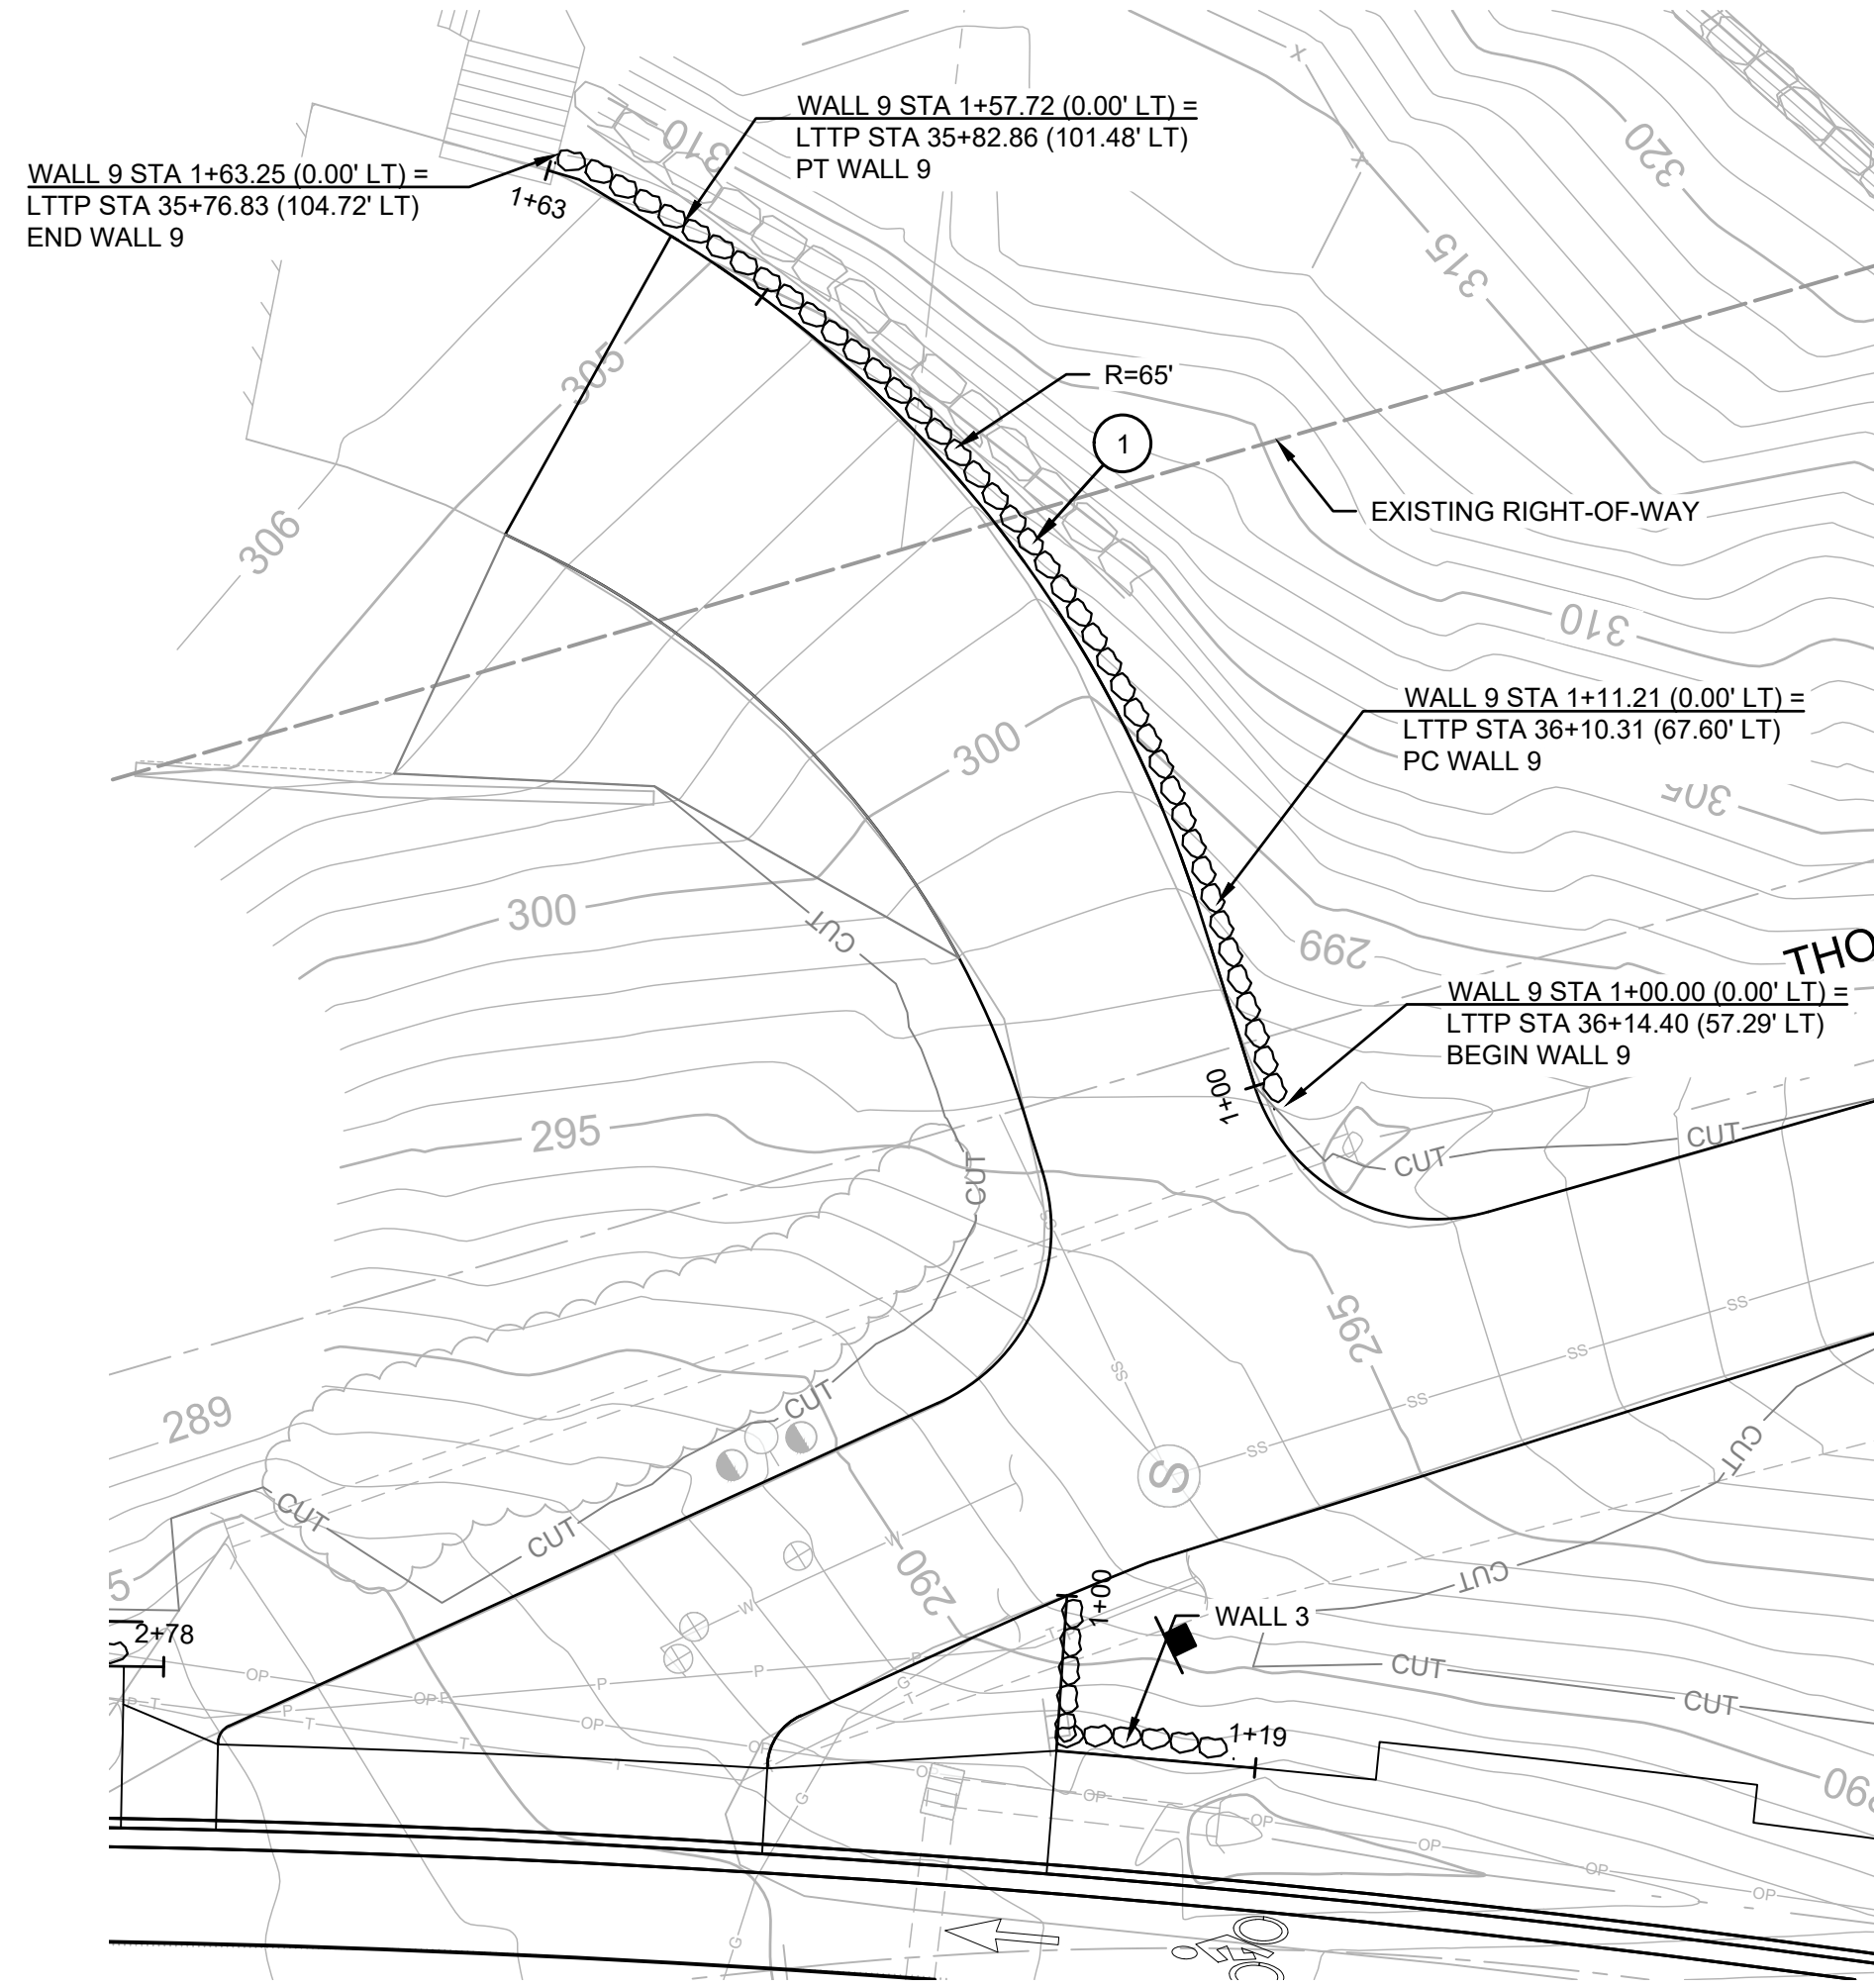 WALL 9 STA 1+57.72 (0.00' LT) =
LTTP STA 35+82.86 (101.48' LT)
PT WALL 9
310
320
WALL 9 STA 1+63.25 (0.00' LT) =
LTTP STA 35+76.83 (104.72' LT)
END WALL 9
1+63
X
X
315
305
R=65'
1
EXISTING RIGHT-OF-WAY
306
310
WALL 9 STA 1+11.21 (0.00' LT) =
LTTP STA 36+10.31 (67.60' LT)
PC WALL 9
300
305
300
CUT
299
THO
WALL 9 STA 1+00.00 (0.00' LT) =
LTTP STA 36+14.40 (57.29' LT)
BEGIN WALL 9
1+00
295
CUT
CUT
CUT
SS
SS
295
SS
SS
SS
SS
289
CUT
CUT
S
CUT
CUT
W
290
W
CUT
1+00
WALL 3
2+78
T
P
CUT
CUT
OP
P
P
P
OP
P
G
T
P
T
P
T
OP
OP
T
T
1+19
OP
OP
OP
OP
OP
OP
G
G